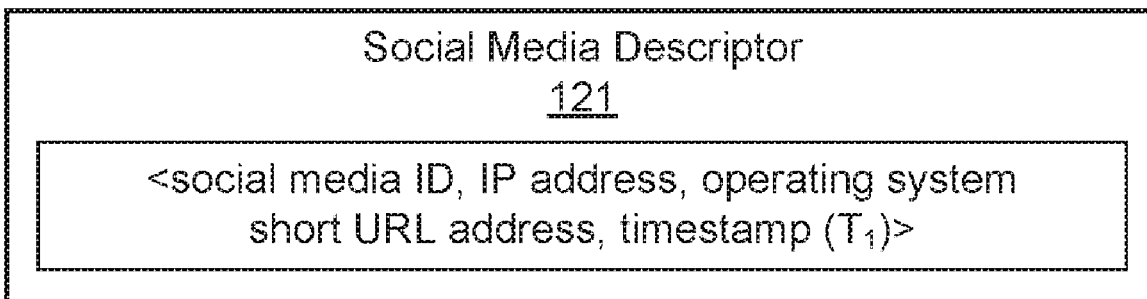 Social Media Descriptor
121
<social media ID, IP address, operating system
short URL address, timestamp (T₁)>